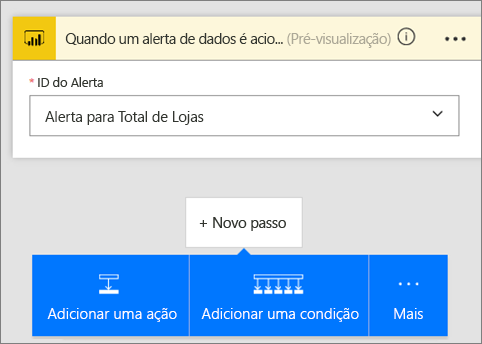 Quando um alerta de dados é acio... (Pré-visualização)
* ID do Alerta
Alerta para Total de Lojas
+ Novo passo
Adicionar uma ação
Adicionar uma condição
Mais